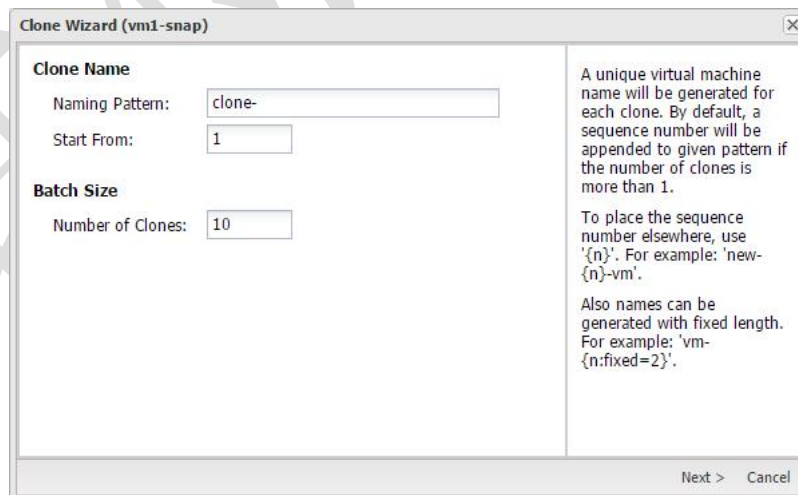 Clone Wizard (vm1-snap)
Clone Name
Naming Pattern: clone-
Start From: 1
Batch Size
Number of Clones: 10
A unique virtual machine
name will be generated for
each clone. By default, a
sequence number will be
appended to given pattern if
the number of clones is
more than 1.
To place the sequence
number elsewhere, use
'{n}'. For example: 'new-
{n}-vm'.
Also names can be
generated with fixed length.
For example: 'vm-
{n:fixed=2}'.
Next > Cancel